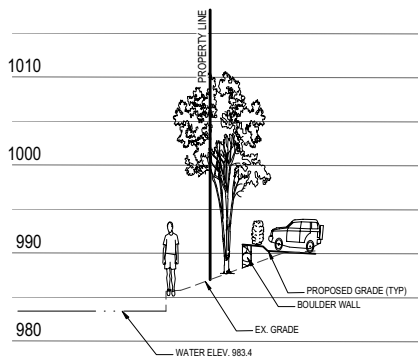 PROPERTY LINE
1010
1000
990
PROPOSED GRADE (TYP)
BOULDER WALL
EX. GRADE
980
WATER ELEV. 983.4